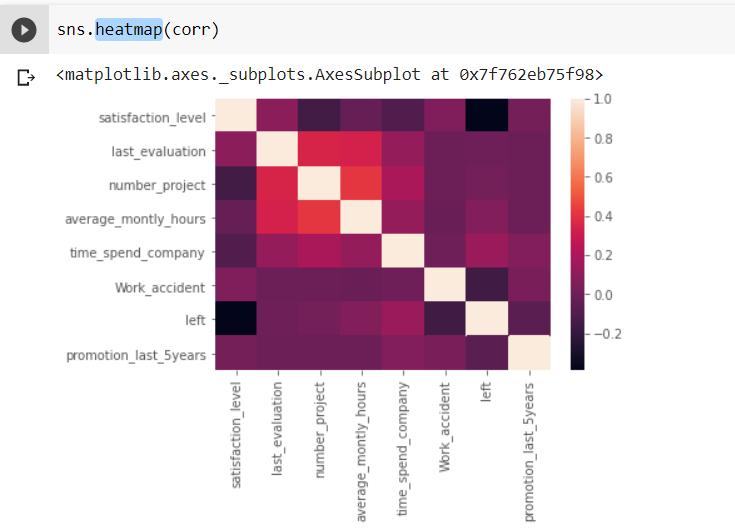 sns.heatmap(corr)
<matplotlib.axes._subplots.AxesSubplot at 0x7f762eb75f98>
satisfaction_level
last_evaluation
number_project
average_montly_hours
time_spend_company
Work_accident
left
promotion_last_5years
1.0
0.8
0.6
0.4
0.2
0.0
−0.2
satisfaction_level
last_evaluation
number_project
average_montly_hours
time_spend_company
Work_accident
left
promotion_last_5years